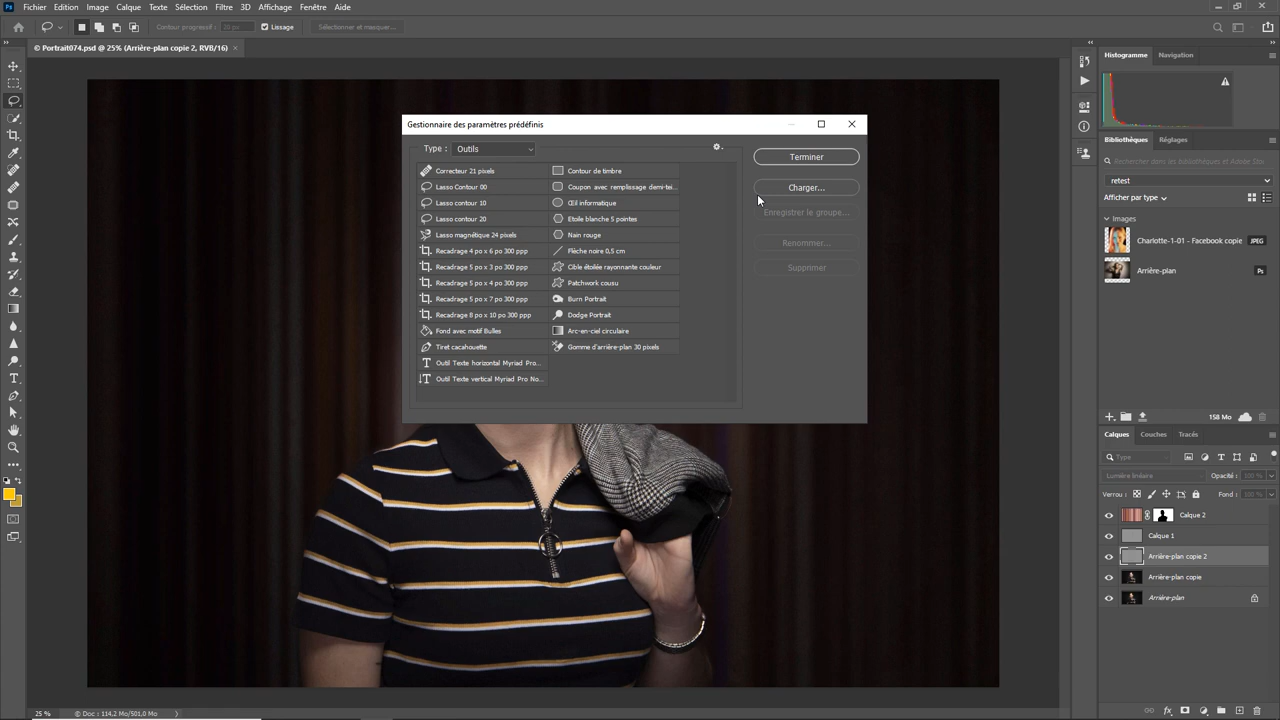 Ps Fichier Edition Image Calque Texte Sélection Filtre 3D Affichage Fenêtre Aide
Contour progressif : 20 px Lissage Sélectionner et masquer...
© Portrait074.psd @ 25% (Arrière-plan copie 2, RVB/16) ×
Histogramme Navigation
Gestionnaire des paramètres prédéfinis
Type : Outils
Terminer
Charger...
Enregistrer le groupe...
Renommer...
Supprimer
Correcteur 21 pixels
Lasso Contour 00
Lasso contour 10
Lasso contour 20
Lasso magnétique 24 pixels
Recadrage 4 po x 6 po 300 ppp
Recadrage 5 po x 3 po 300 ppp
Recadrage 5 po x 4 po 300 ppp
Recadrage 5 po x 7 po 300 ppp
Recadrage 8 po x 10 po 300 ppp
Fond avec motif Bulles
Tiret cacahouette
Outil Texte horizontal Myriad Pro...
Outil Texte vertical Myriad Pro No...
Contour de timbre
Coupon avec remplissage demi-tei...
Œil informatique
Etoile blanche 5 pointes
Nain rouge
Flèche noire 0,5 cm
Cible étoilée rayonnante couleur
Patchwork cousu
Burn Portrait
Dodge Portrait
Arc-en-ciel circulaire
Gomme d'arrière-plan 30 pixels
Bibliothèques Réglages
Rechercher dans les bibliothèques et Adobe Stoc
retest
Afficher par type
Images
Charlotte-1-01 - Facebook copie JPEG
Arrière-plan Ps
158 Mo
Calques Couches Tracés
Type
Lumière linéaire Opacité : 100 %
Verrou : Fond : 100 %
Calque 2
Calque 1
Arrière-plan copie 2
Arrière-plan copie
Arrière-plan
25 % Doc : 114,2 Mo/501,0 Mo